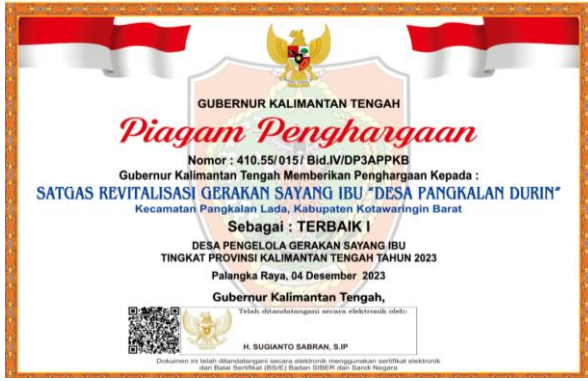 GUBERNUR KALIMANTAN TENGAH
Piagam Penghargaan
Nomor : 410.55/015/ Bid.IV/DP3APPKB
Gubernur Kalimantan Tengah Memberikan Penghargaan Kepada :
SATGAS REVITALISASI GERAKAN SAYANG IBU "DESA PANGKALAN DURIN"
Kecamatan Pangkalan Lada, Kabupaten Kotawaringin Barat
Sebagai : TERBAIK I
DESA PENGELOLA GERAKAN SAYANG IBU
TINGKAT PROVINSI KALIMANTAN TENGAH TAHUN 2023
Palangka Raya, 04 Desember 2023
Gubernur Kalimantan Tengah,
Telah ditandatangani secara elektronik oleh:
H. SUGIANTO SABRAN, S.IP
Dokumen ini telah ditandatangani secara elektronik menggunakan sertifikat elektronik
dari Balai Sertifikat (BSrE) Badan SIBER dan Sandi Negara